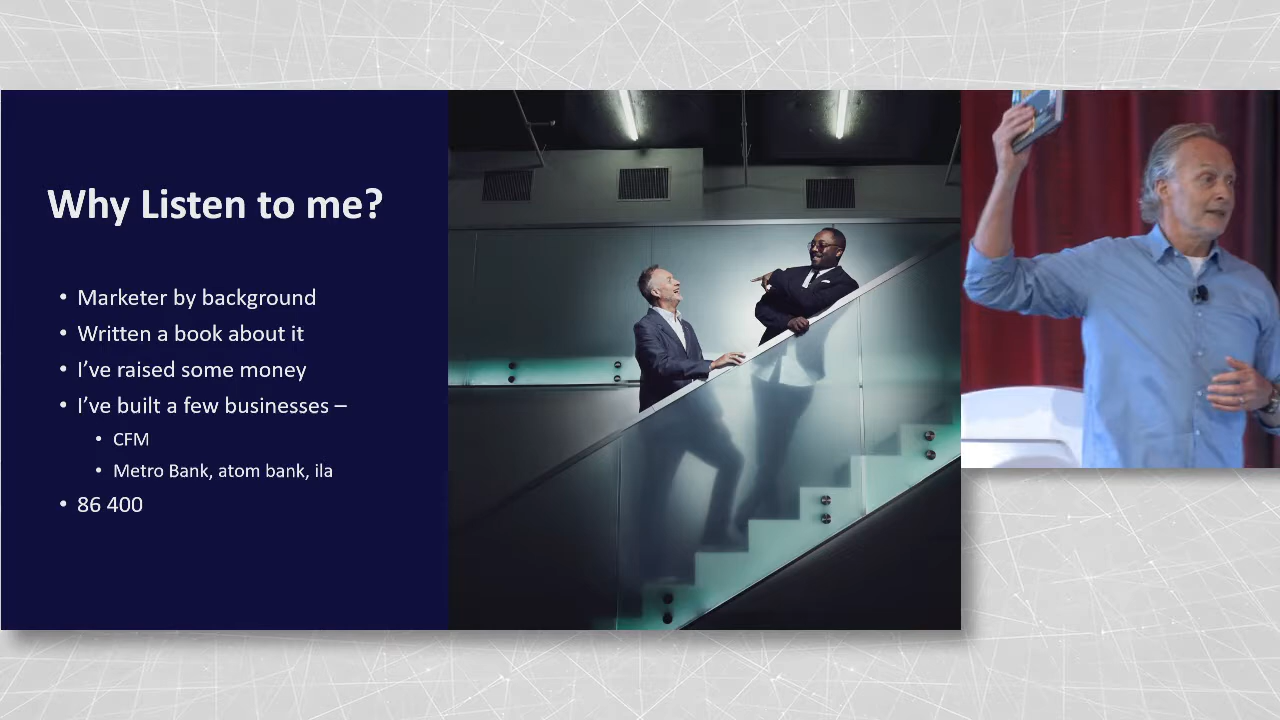 Why Listen to me?
• Marketer by background
• Written a book about it
• I’ve raised some money
• I’ve built a few businesses –
• CFM
• Metro Bank, atom bank, ila
• 86 400